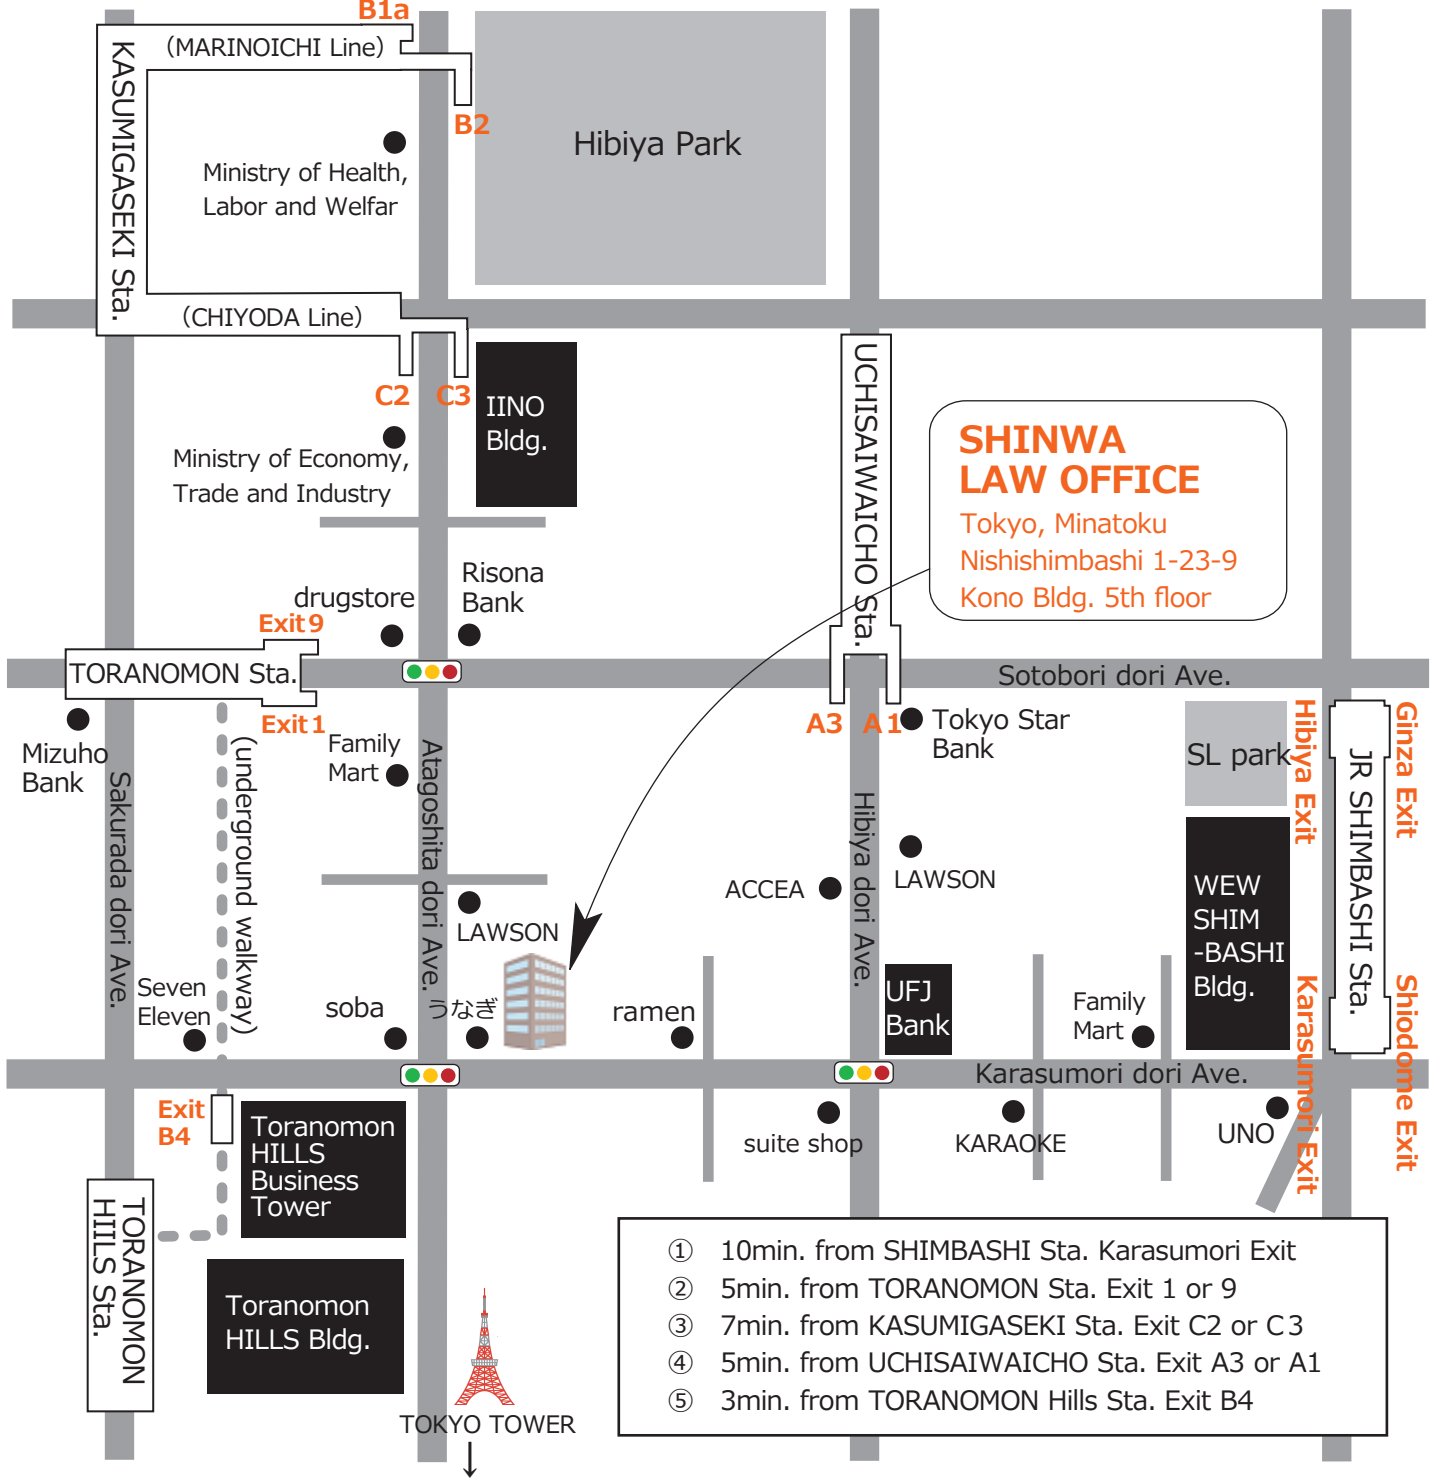 B1a
(MARINOICHI Line)
KASUMIGASEKI Sta.
B2
Hibiya Park
Ministry of Health,
Labor and Welfar
(CHIYODA Line)
C2
C3
IINO
Bldg.
UCHISAIWAICHO Sta.
SHINWA
LAW OFFICE
Tokyo, Minatoku
Nishishimbashi 1-23-9
Kono Bldg. 5th floor
Ministry of Economy,
Trade and Industry
Risona
Bank
drugstore
Exit 9
TORANOMON Sta.
Sotobori dori Ave.
Exit 1
A3
A1
Mizuho
Bank
Family
Mart
Tokyo Star
Bank
SL park
Hibiya Exit
Ginza Exit
JR SHIMBASHI Sta.
Sakurada dori Ave.
(underground walkway)
Atagoshita dori Ave.
Hibiya dori Ave.
ACCEA
LAWSON
WEW
SHIM
-BASHI
Bldg.
LAWSON
Seven
Eleven
soba
うなぎ
ramen
UFJ
Bank
Family
Mart
Karasumori Exit
Shiodome Exit
Karasumori dori Ave.
Exit
B4
Toranomon
HILLS
Business
Tower
suite shop
KARAOKE
UNO
TORANOMON
HIILS Sta.
Toranomon
HILLS Bldg.
TOKYO TOWER
① 10min. from SHIMBASHI Sta. Karasumori Exit
② 5min. from TORANOMON Sta. Exit 1 or 9
③ 7min. from KASUMIGASEKI Sta. Exit C2 or C3
④ 5min. from UCHISAIWAICHO Sta. Exit A3 or A1
⑤ 3min. from TORANOMON Hills Sta. Exit B4